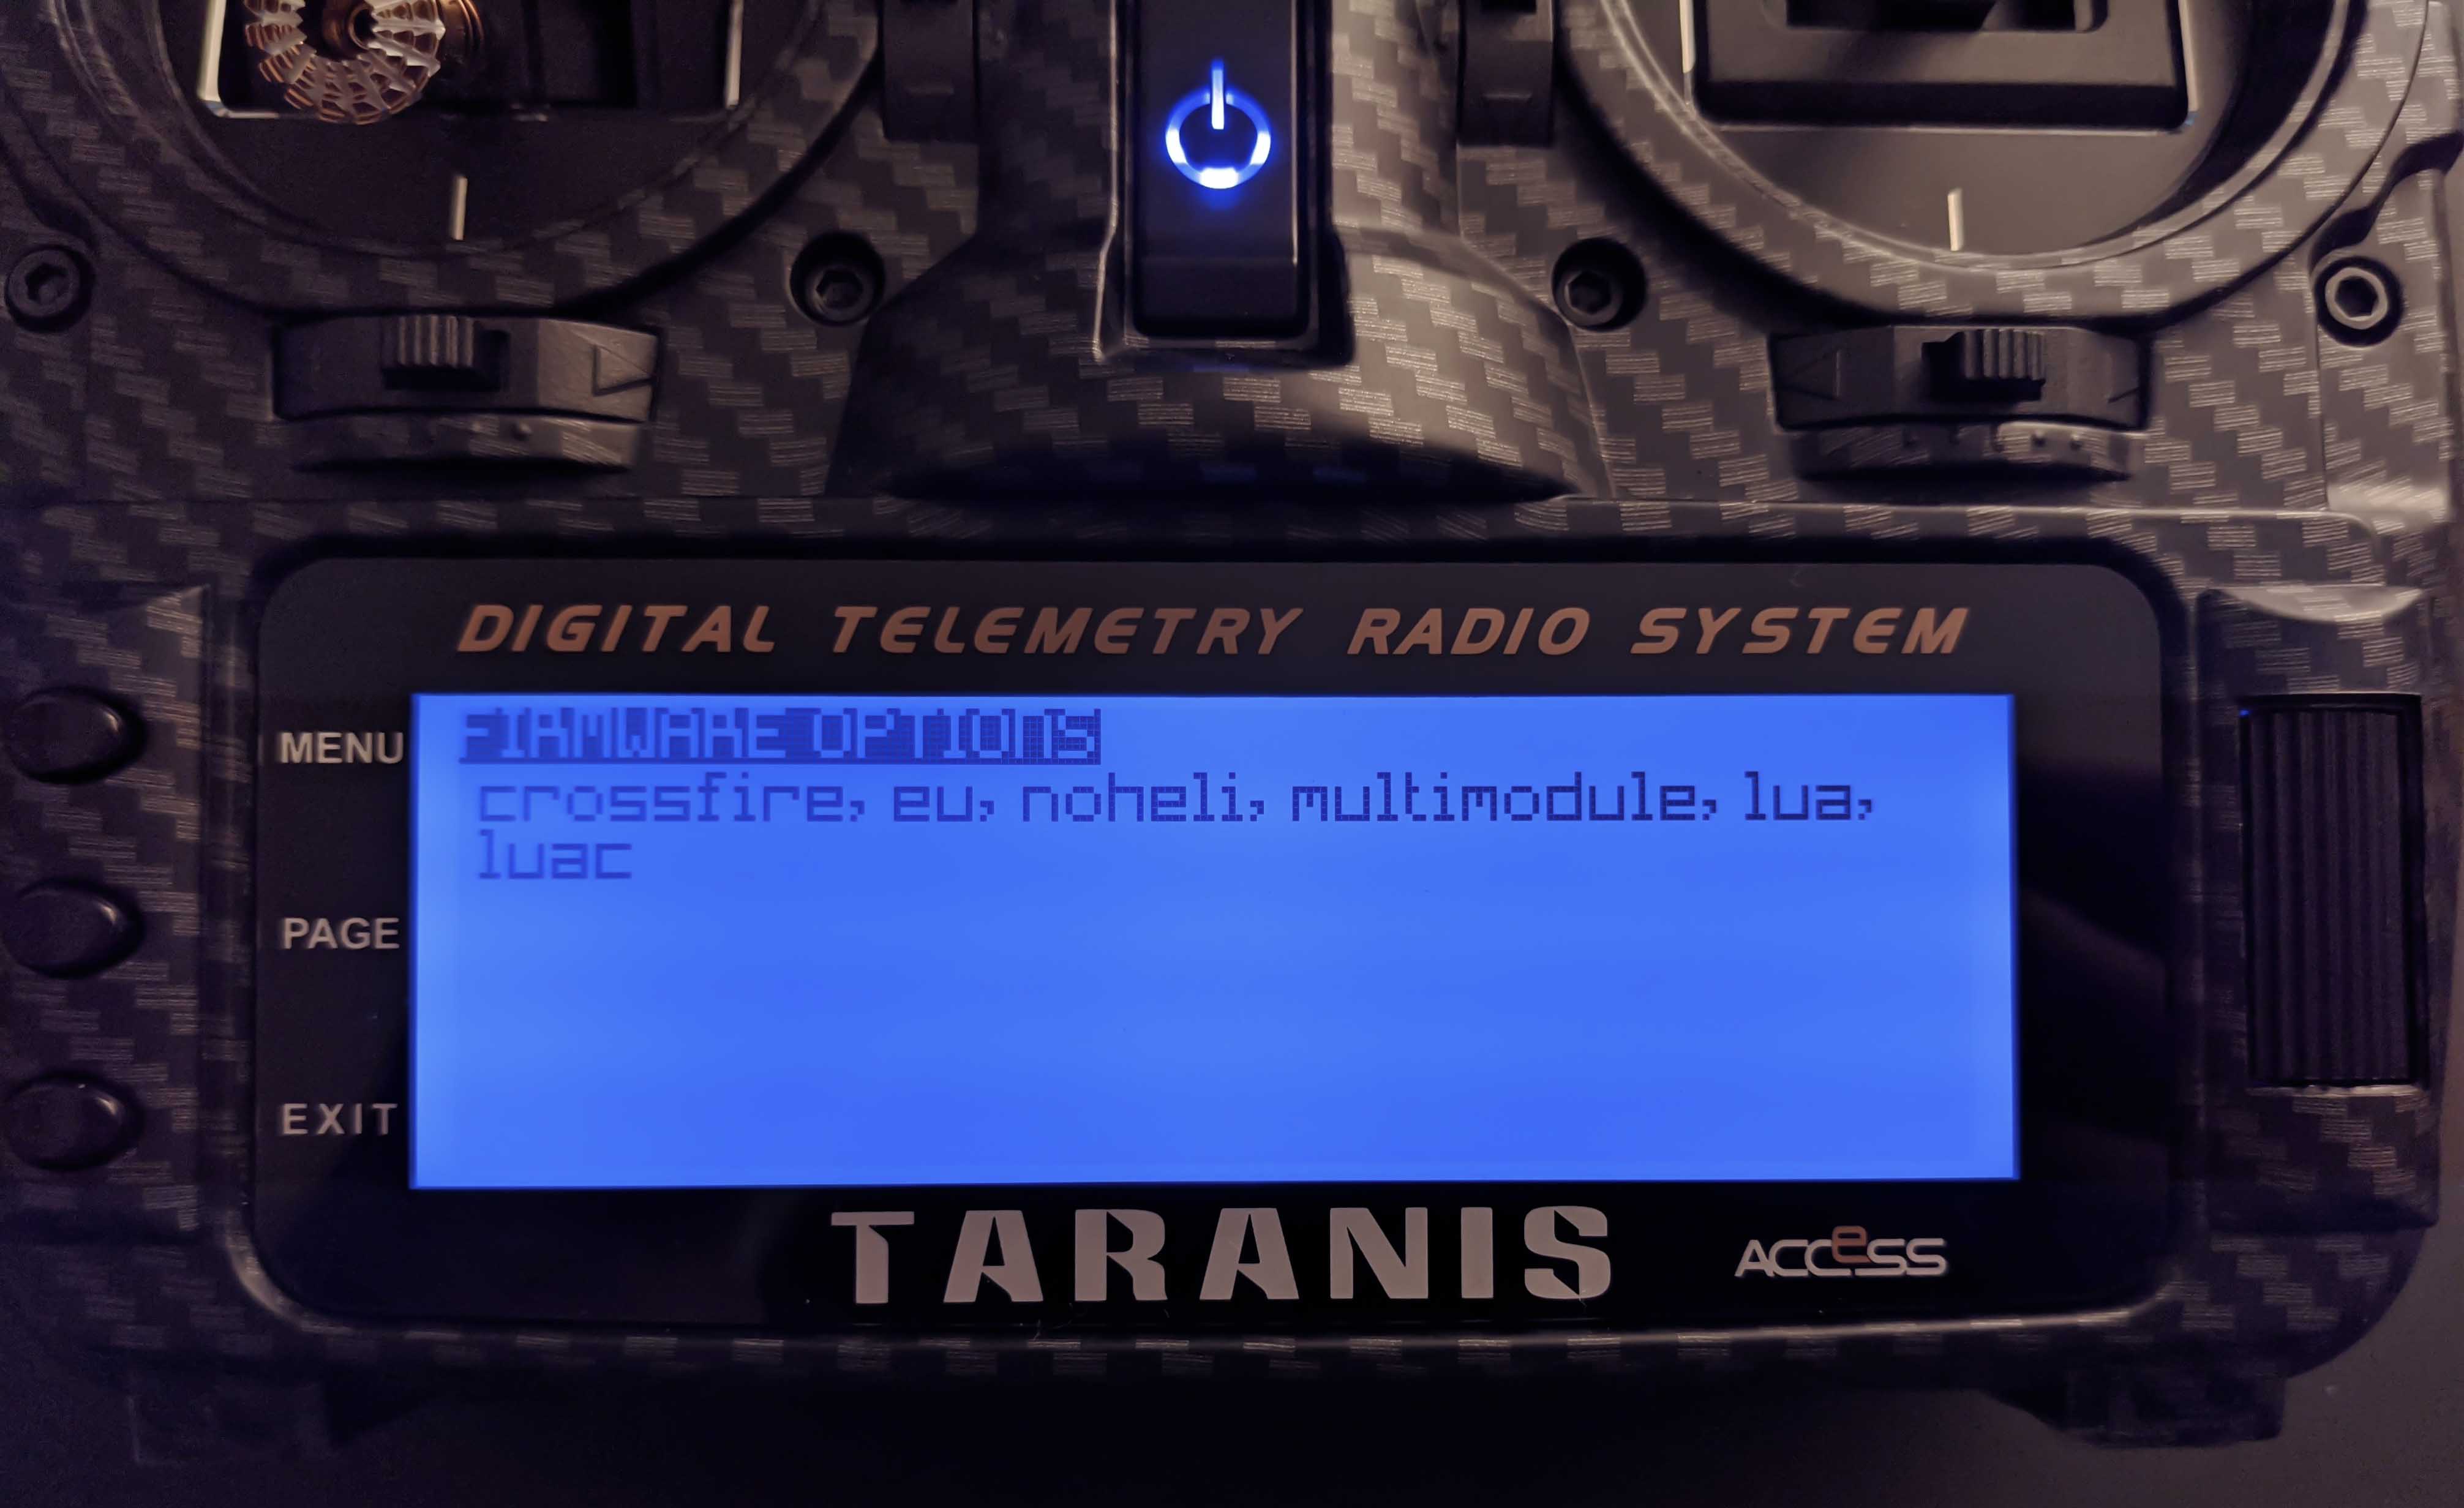 DIGITAL TELEMETRY RADIO SYSTEM
FIRMWARE OPTIONS
MENU
crossfire, eu, noheli, multimodule, lua,
luac
PAGE
EXIT
TARANIS
ACCeSS